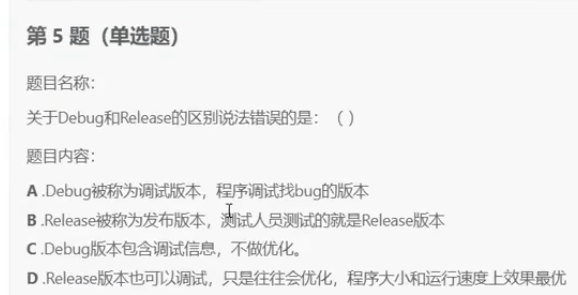 第 5 题（单选题）
题目名称：
关于Debug和Release的区别说法错误的是：（ ）
题目内容：
A .Debug被称为调试版本，程序调试找bug的版本
B .Release被称为发布版本，测试人员测试的就是Release版本
C .Debug版本包含调试信息，不做优化。
D .Release版本也可以调试，只是往往会优化，程序大小和运行速度上效果最优